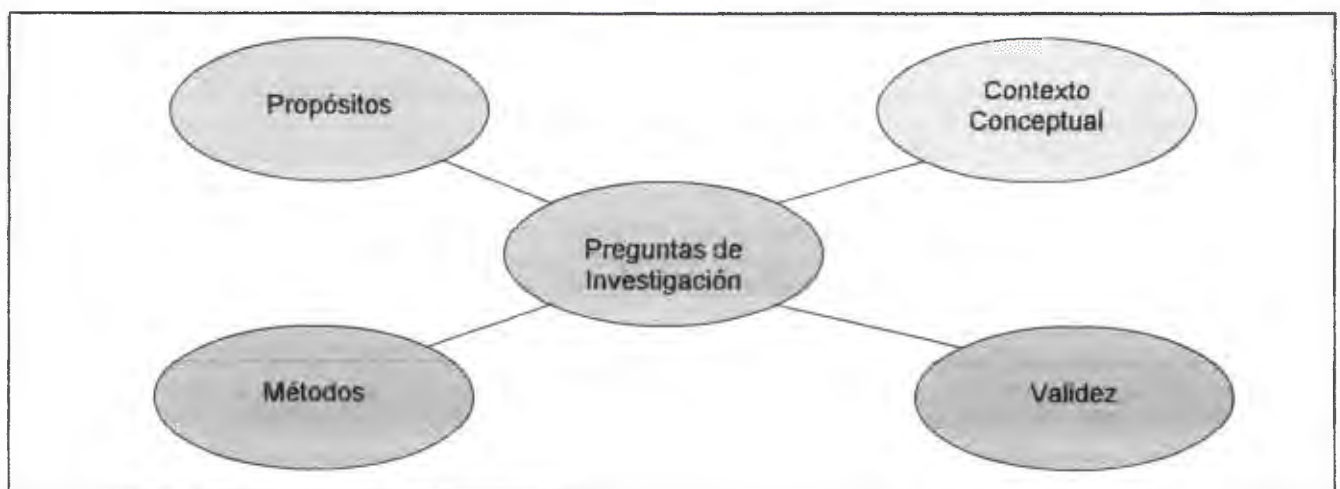 Propósitos
Contexto
Conceptual
Preguntas de
Investigación
Métodos
Validez